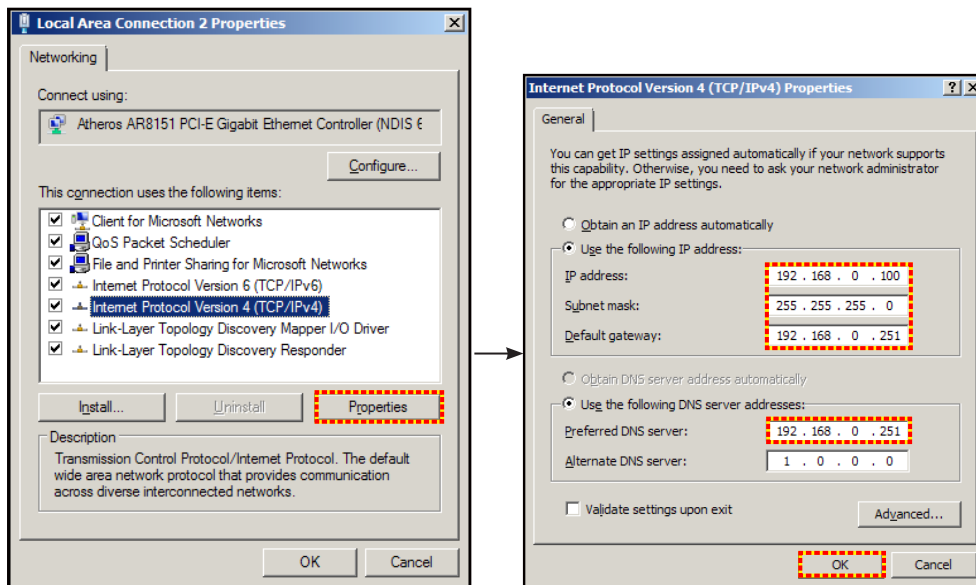 Local Area Connection 2 Properties
Networking
Connect using:
Atheros AR8151 PCI-E Gigabit Ethernet Controller (NDIS 6
Configure...
This connection uses the following items:
Client for Microsoft Networks
QoS Packet Scheduler
File and Printer Sharing for Microsoft Networks
Internet Protocol Version 6 (TCP/IPv6)
Internet Protocol Version 4 (TCP/IPv4)
Link-Layer Topology Discovery Mapper I/O Driver
Link-Layer Topology Discovery Responder
Install...
Uninstall
Properties
Description
Transmission Control Protocol/Internet Protocol. The default
wide area network protocol that provides communication
across diverse interconnected networks.
OK
Cancel
Internet Protocol Version 4 (TCP/IPv4) Properties
General
You can get IP settings assigned automatically if your network supports
this capability. Otherwise, you need to ask your network administrator
for the appropriate IP settings.
Obtain an IP address automatically
Use the following IP address:
IP address: 192 . 168 . 0 . 100
Subnet mask: 255 . 255 . 255 . 0
Default gateway: 192 . 168 . 0 . 251
Obtain DNS server address automatically
Use the following DNS server addresses:
Preferred DNS server: 192 . 168 . 0 . 251
Alternate DNS server: 1 . 0 . 0 . 0
Validate settings upon exit
Advanced...
OK
Cancel